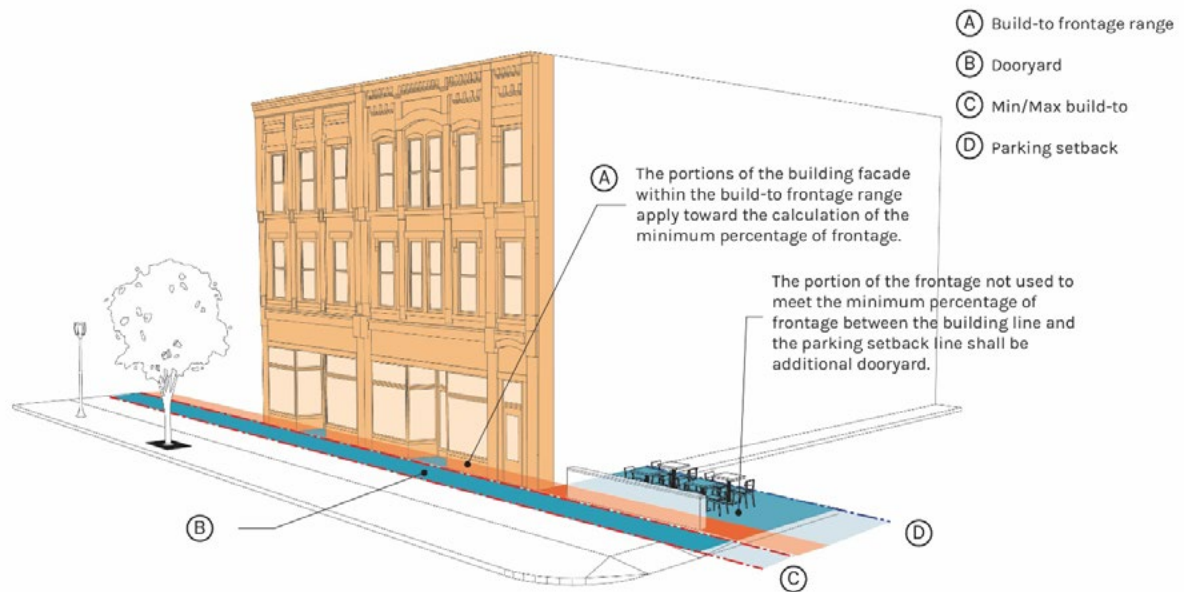 A Build-to frontage range
B Dooryard
C Min/Max build-to
D Parking setback
A The portions of the building facade
within the build-to frontage range
apply toward the calculation of the
minimum percentage of frontage.
The portion of the frontage not used to
meet the minimum percentage of
frontage between the building line and
the parking setback line shall be
additional dooryard.
B
D
C